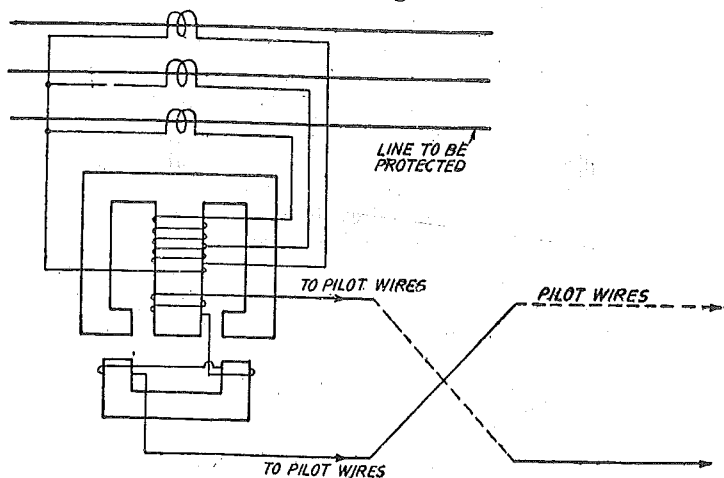 LINE TO BE
PROTECTED
TO PILOT WIRES
PILOT WIRES
TO PILOT WIRES